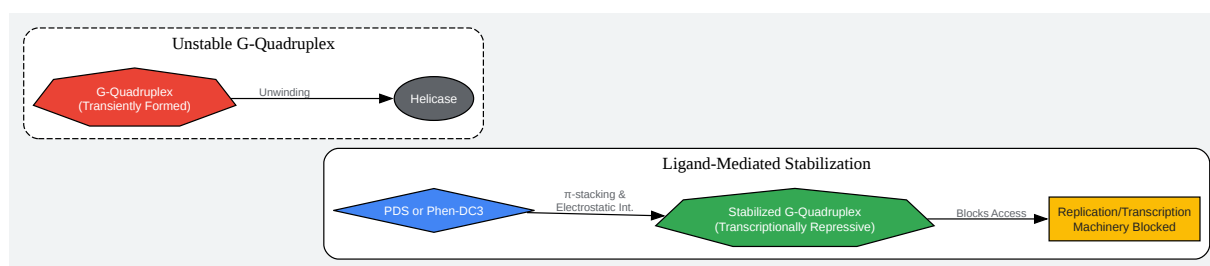 Unstable G-Quadruplex
G-Quadruplex
(Transiently Formed)
Unwinding
Helicase
Ligand-Mediated Stabilization
PDS or Phen-DC3
π-stacking &
Electrostatic Int.
Stabilized G-Quadruplex
(Transcriptionally Repressive)
Blocks Access
Replication/Transcription
Machinery Blocked